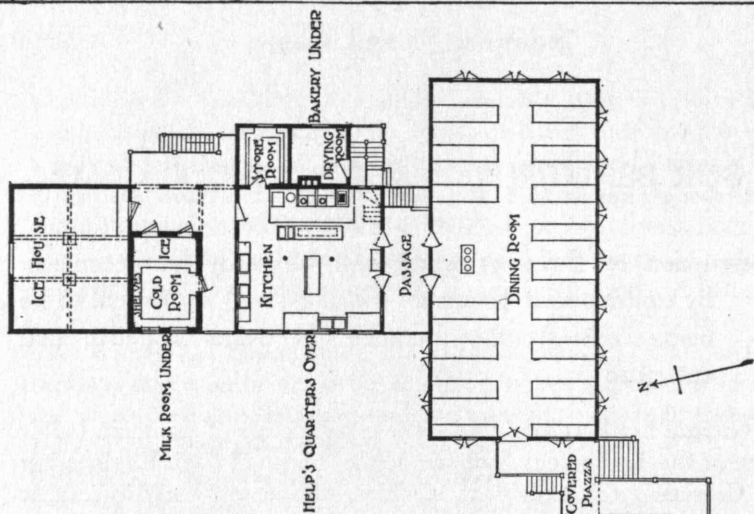 ICE HOUSE
SHELVES
COLD
ROOM
ICE
MILK ROOM UNDER
STORE
ROOM
BAKERY UNDER
DRYING
ROOM
KITCHEN
HELP'S QUARTERS OVER
PASSAGE
DINING ROOM
N
COVERED
PIAZZA